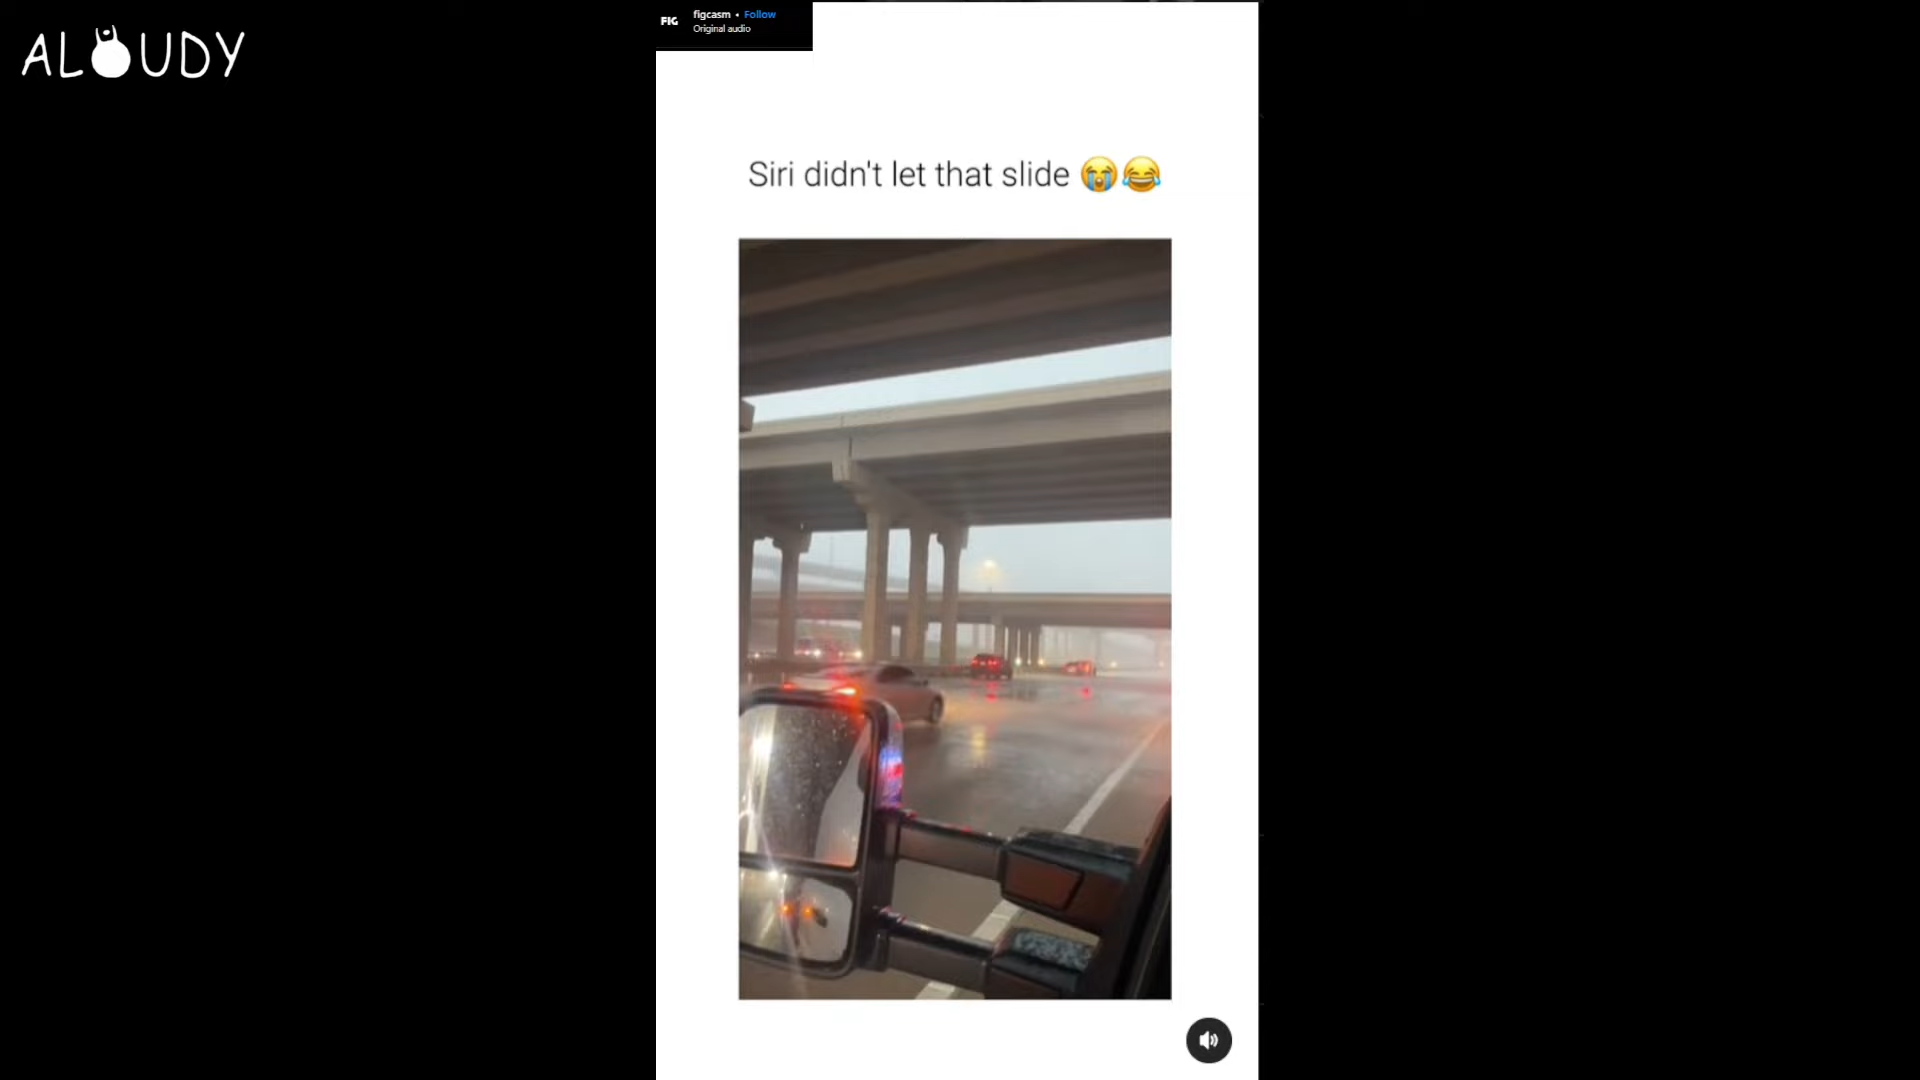 ALOUDY
FIG
figcasm • Follow
Original audio
Siri didn't let that slide 😭😂